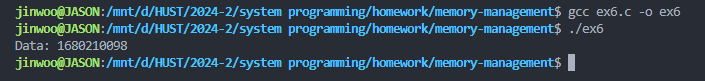 jinwoo@JASON:/mnt/d/HUST/2024-2/system programming/homework/memory-management$ gcc ex6.c -o ex6
jinwoo@JASON:/mnt/d/HUST/2024-2/system programming/homework/memory-management$ ./ex6
Data: 1680210098
jinwoo@JASON:/mnt/d/HUST/2024-2/system programming/homework/memory-management$